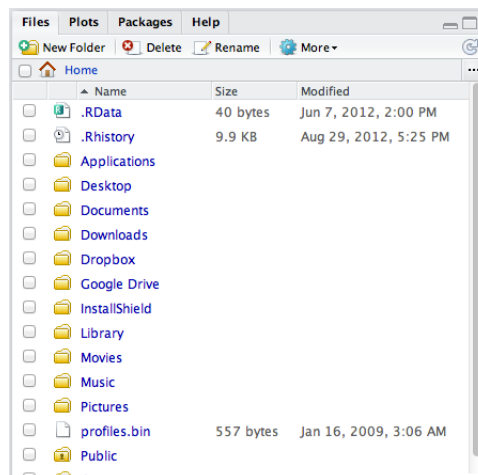 Files Plots Packages Help
New Folder Delete Rename More
Home ...
Name Size Modified
.RData 40 bytes Jun 7, 2012, 2:00 PM
.Rhistory 9.9 KB Aug 29, 2012, 5:25 PM
Applications
Desktop
Documents
Downloads
Dropbox
Google Drive
InstallShield
Library
Movies
Music
Pictures
profiles.bin 557 bytes Jan 16, 2009, 3:06 AM
Public